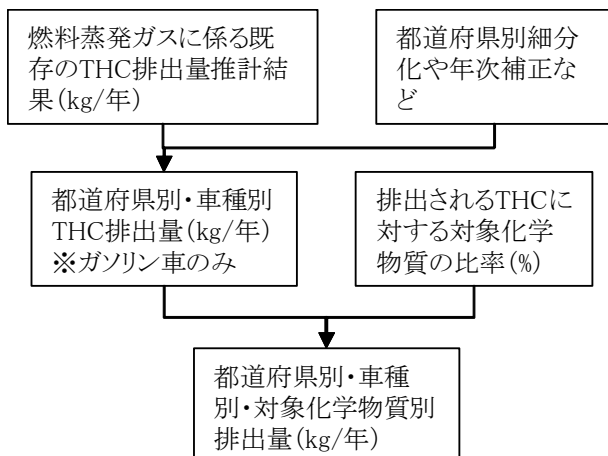 燃料蒸発ガスに係る既
存のTHC排出量推計結
果(kg/年)
都道府県別細分
化や年次補正な
ど
都道府県別・車種別
THC排出量(kg/年)
※ガソリン車のみ
排出されるTHCに
対する対象化学
物質の比率(%)
都道府県別・車種
別・対象化学物質別
排出量(kg/年)